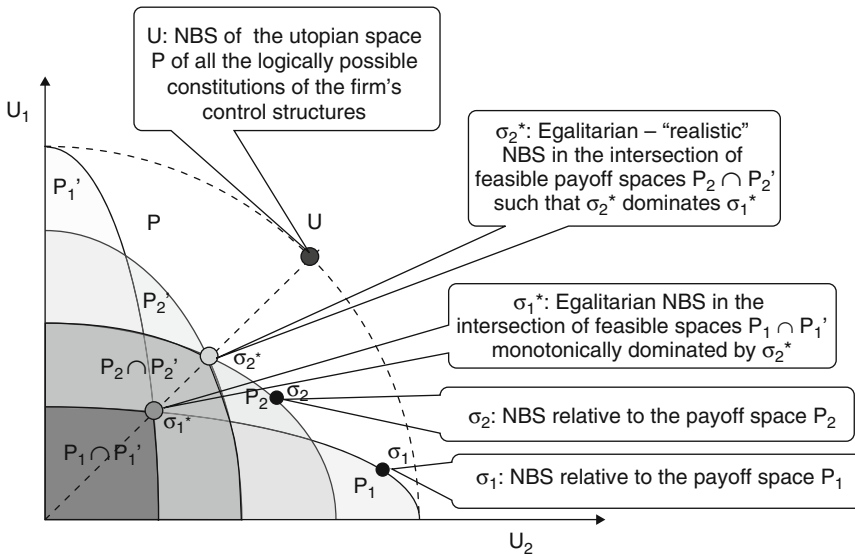 U: NBS of the utopian space
P of all the logically possible
constitutions of the firm's
control structures
U₁
σ₂*: Egalitarian – “realistic”
NBS in the intersection of
feasible payoff spaces P₂ ∩ P₂’
such that σ₂* dominates σ₁*
P₁’
P
U
P₂’
σ₁*: Egalitarian NBS in the
intersection of feasible spaces P₁ ∩ P₁’
monotonically dominated by σ₂*
P₂ ∩ P₂’
σ₂*
P₂
σ₂
σ₂: NBS relative to the payoff space P₂
σ₁*
P₁ ∩ P₁’
σ₁
P₁
σ₁: NBS relative to the payoff space P₁
U₂